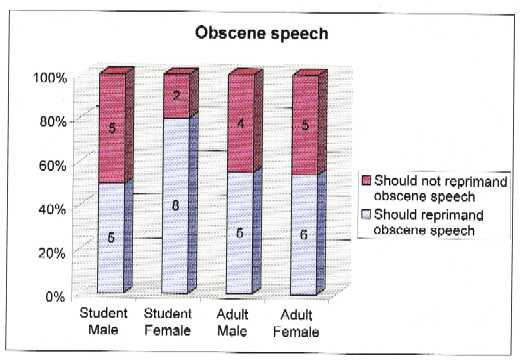 Obscene speech
100%
80%
60%
40%
20%
0%
5
2
4
5
5
8
5
6
Student Male
Student Female
Adult Male
Adult Female
Should not reprimand
obscene speech
Should reprimand
obscene speech